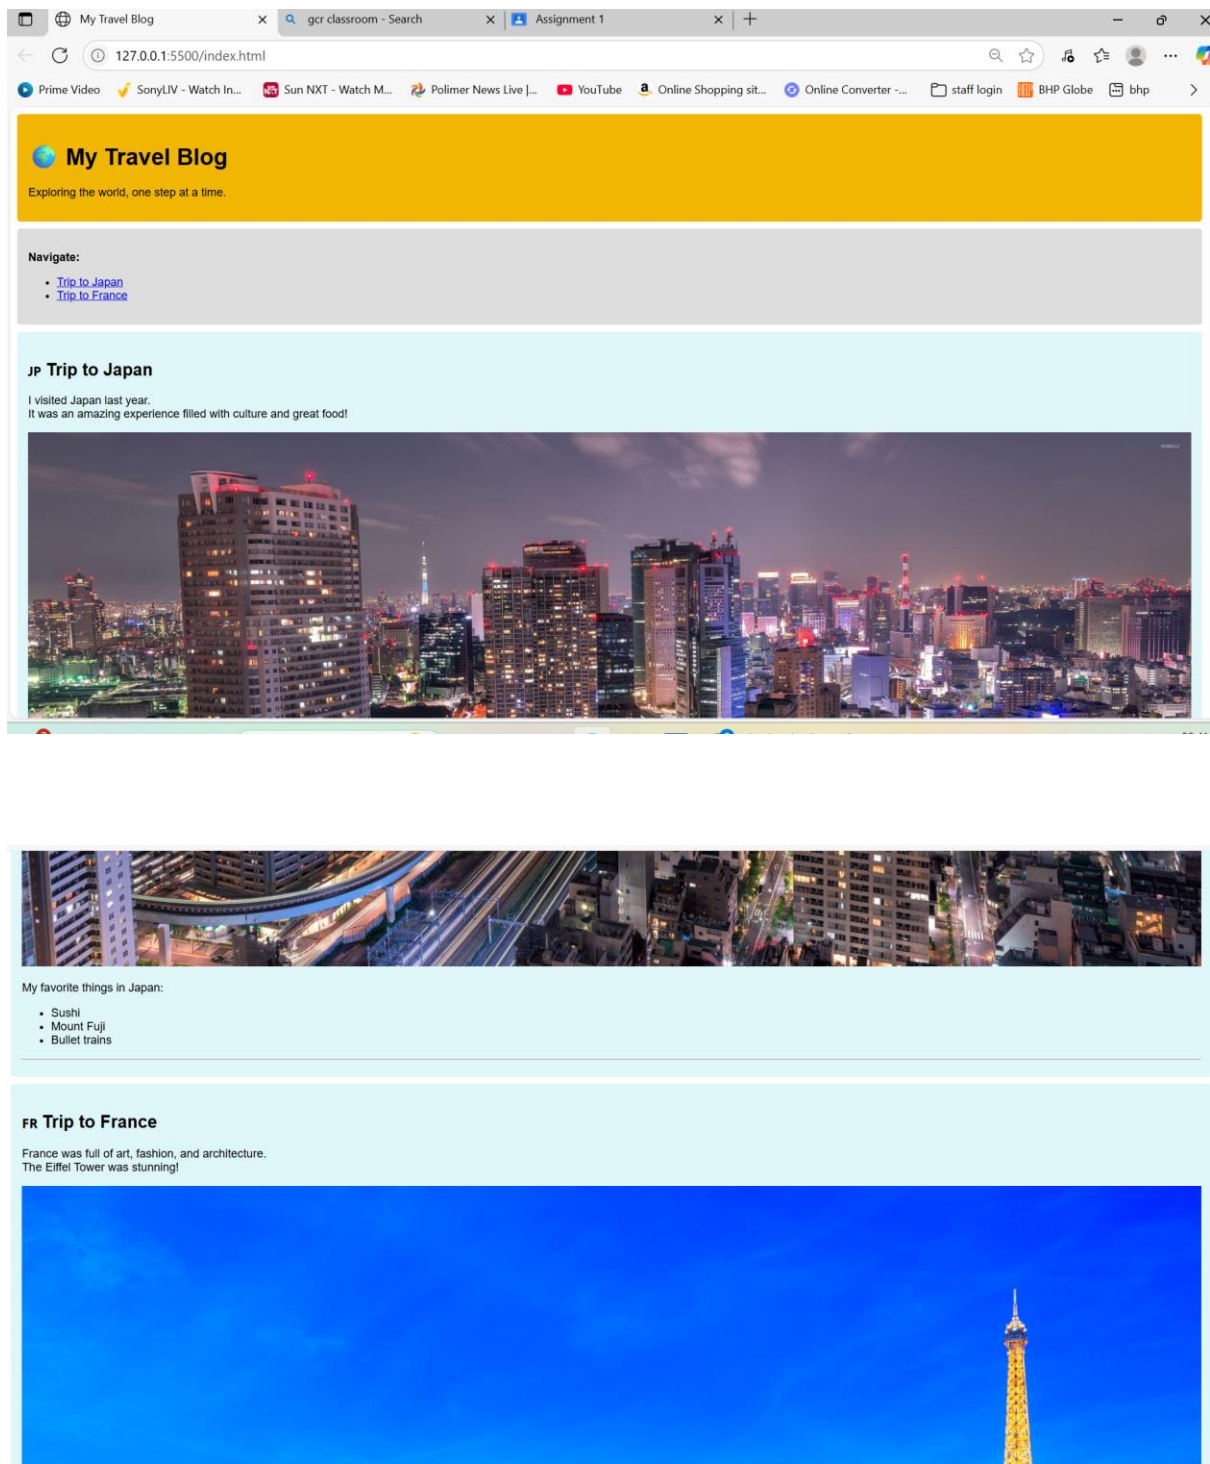 My Travel Blog
gcr classroom - Search
Assignment 1
127.0.0.1:5500/index.html
Prime Video
SonyLIV - Watch In...
Sun NXT - Watch M...
Polimer News Live |...
YouTube
Online Shopping sit...
Online Converter -...
staff login
BHP Globe
bhp
My Travel Blog
Exploring the world, one step at a time.
Navigate:
• Trip to Japan
• Trip to France
JP Trip to Japan
I visited Japan last year.
It was an amazing experience filled with culture and great food!
My favorite things in Japan:
• Sushi
• Mount Fuji
• Bullet trains
FR Trip to France
France was full of art, fashion, and architecture.
The Eiffel Tower was stunning!